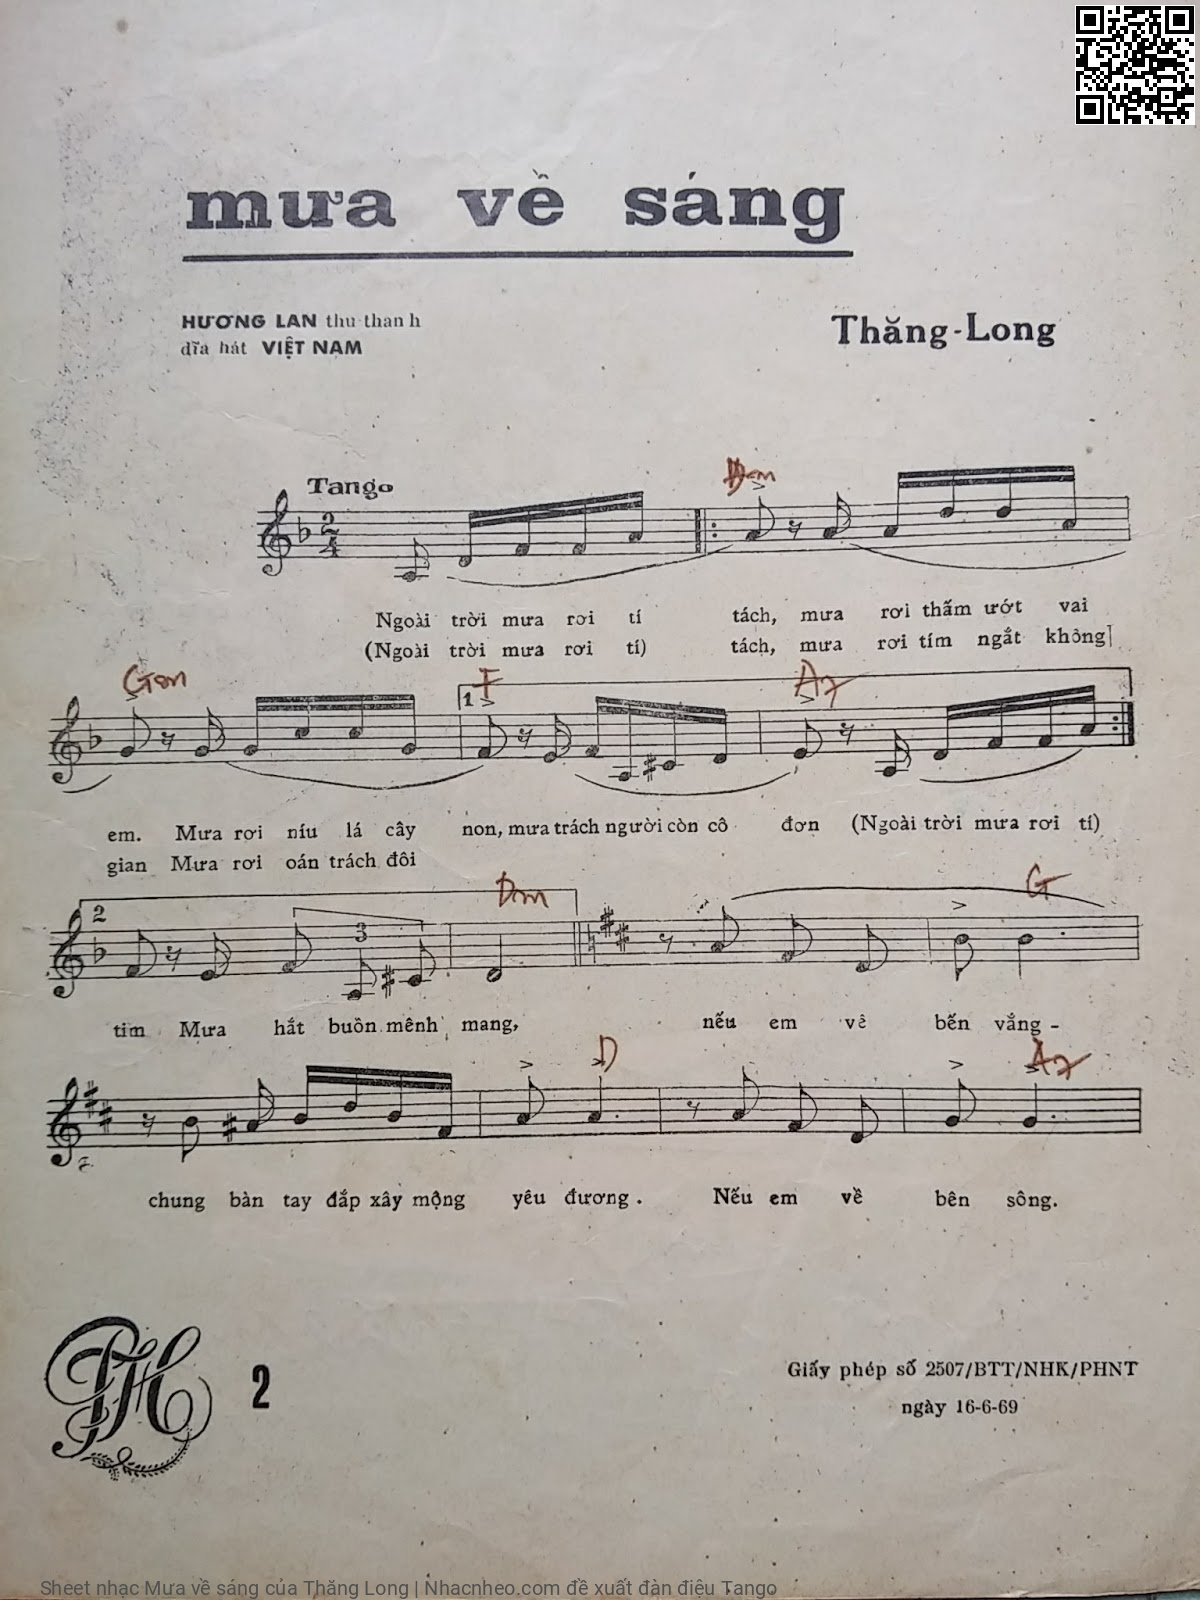 mưa về sáng
HƯƠNG LAN thu thanh
dĩa hát VIỆT NAM
Thăng-Long
Tango
Dm
2
4
Ngoài trời mưa rơi tí tách, mưa rơi thấm ướt vai
(Ngoài trời mưa rơi tí) tách, mưa rơi tím ngắt không
Gm F A7
1
em. Mưa rơi níu lá cây non, mưa trách người còn cô đơn (Ngoài trời mưa rơi tí)
gian Mưa rơi oán trách đôi
Dm G
2 3
tim Mưa hắt buồn mênh mang, nếu em về bến vắng -
D A7
chung bàn tay đắp xây mộng yêu đương. Nếu em về bên sông.
PH 2
Giấy phép số 2507/BTT/NHK/PHNT
ngày 16-6-69
Sheet nhạc Mưa về sáng của Thăng Long | Nhacnheo.com đề xuất đàn điệu Tango